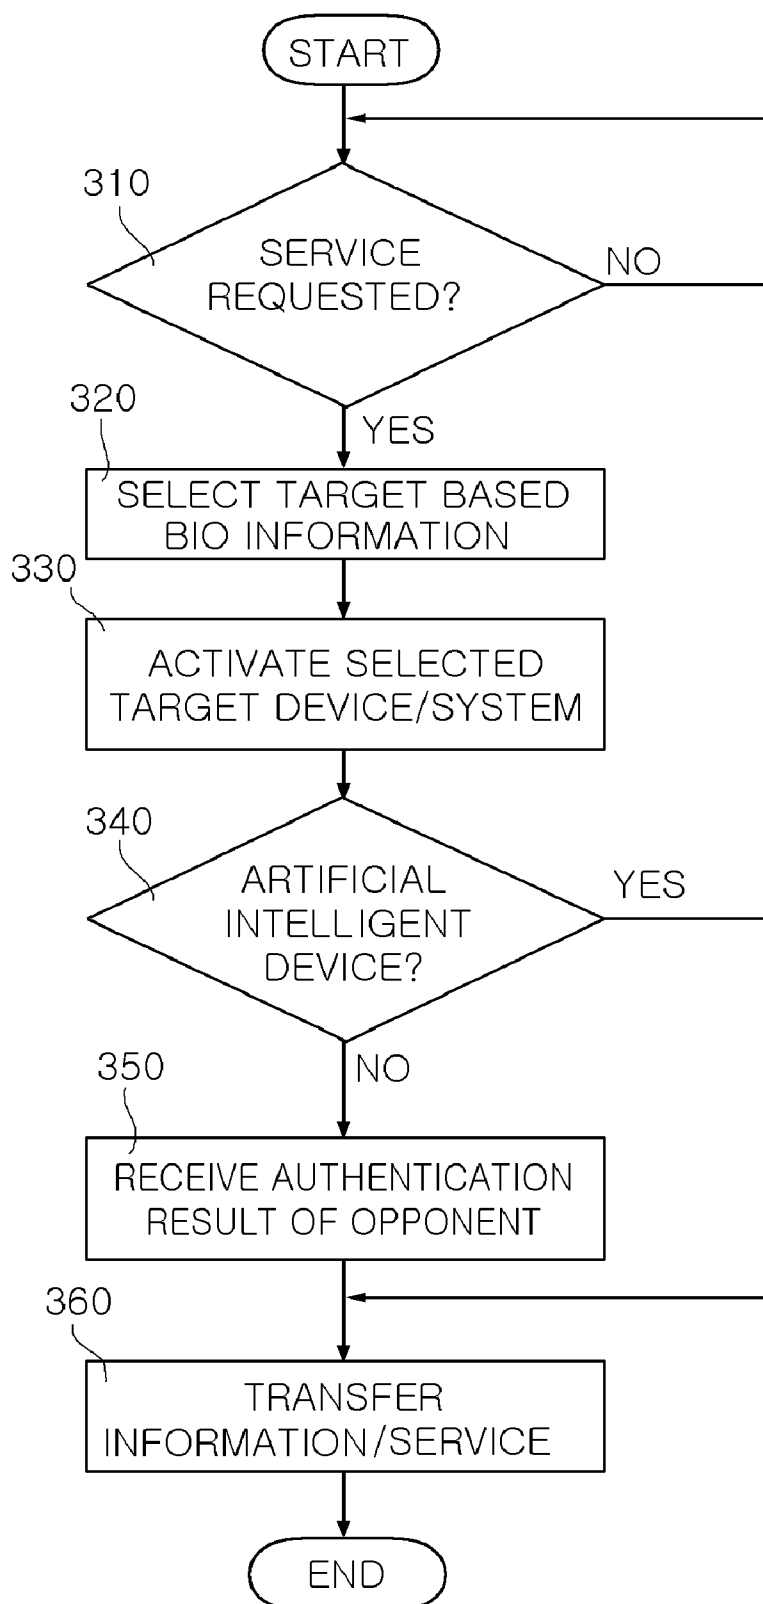 START
310
SERVICE
REQUESTED?
NO
YES
320
SELECT TARGET BASED
BIO INFORMATION
330
ACTIVATE SELECTED
TARGET DEVICE/SYSTEM
340
ARTIFICIAL
INTELLIGENT
DEVICE?
YES
NO
350
RECEIVE AUTHENTICATION
RESULT OF OPPONENT
360
TRANSFER
INFORMATION/SERVICE
END